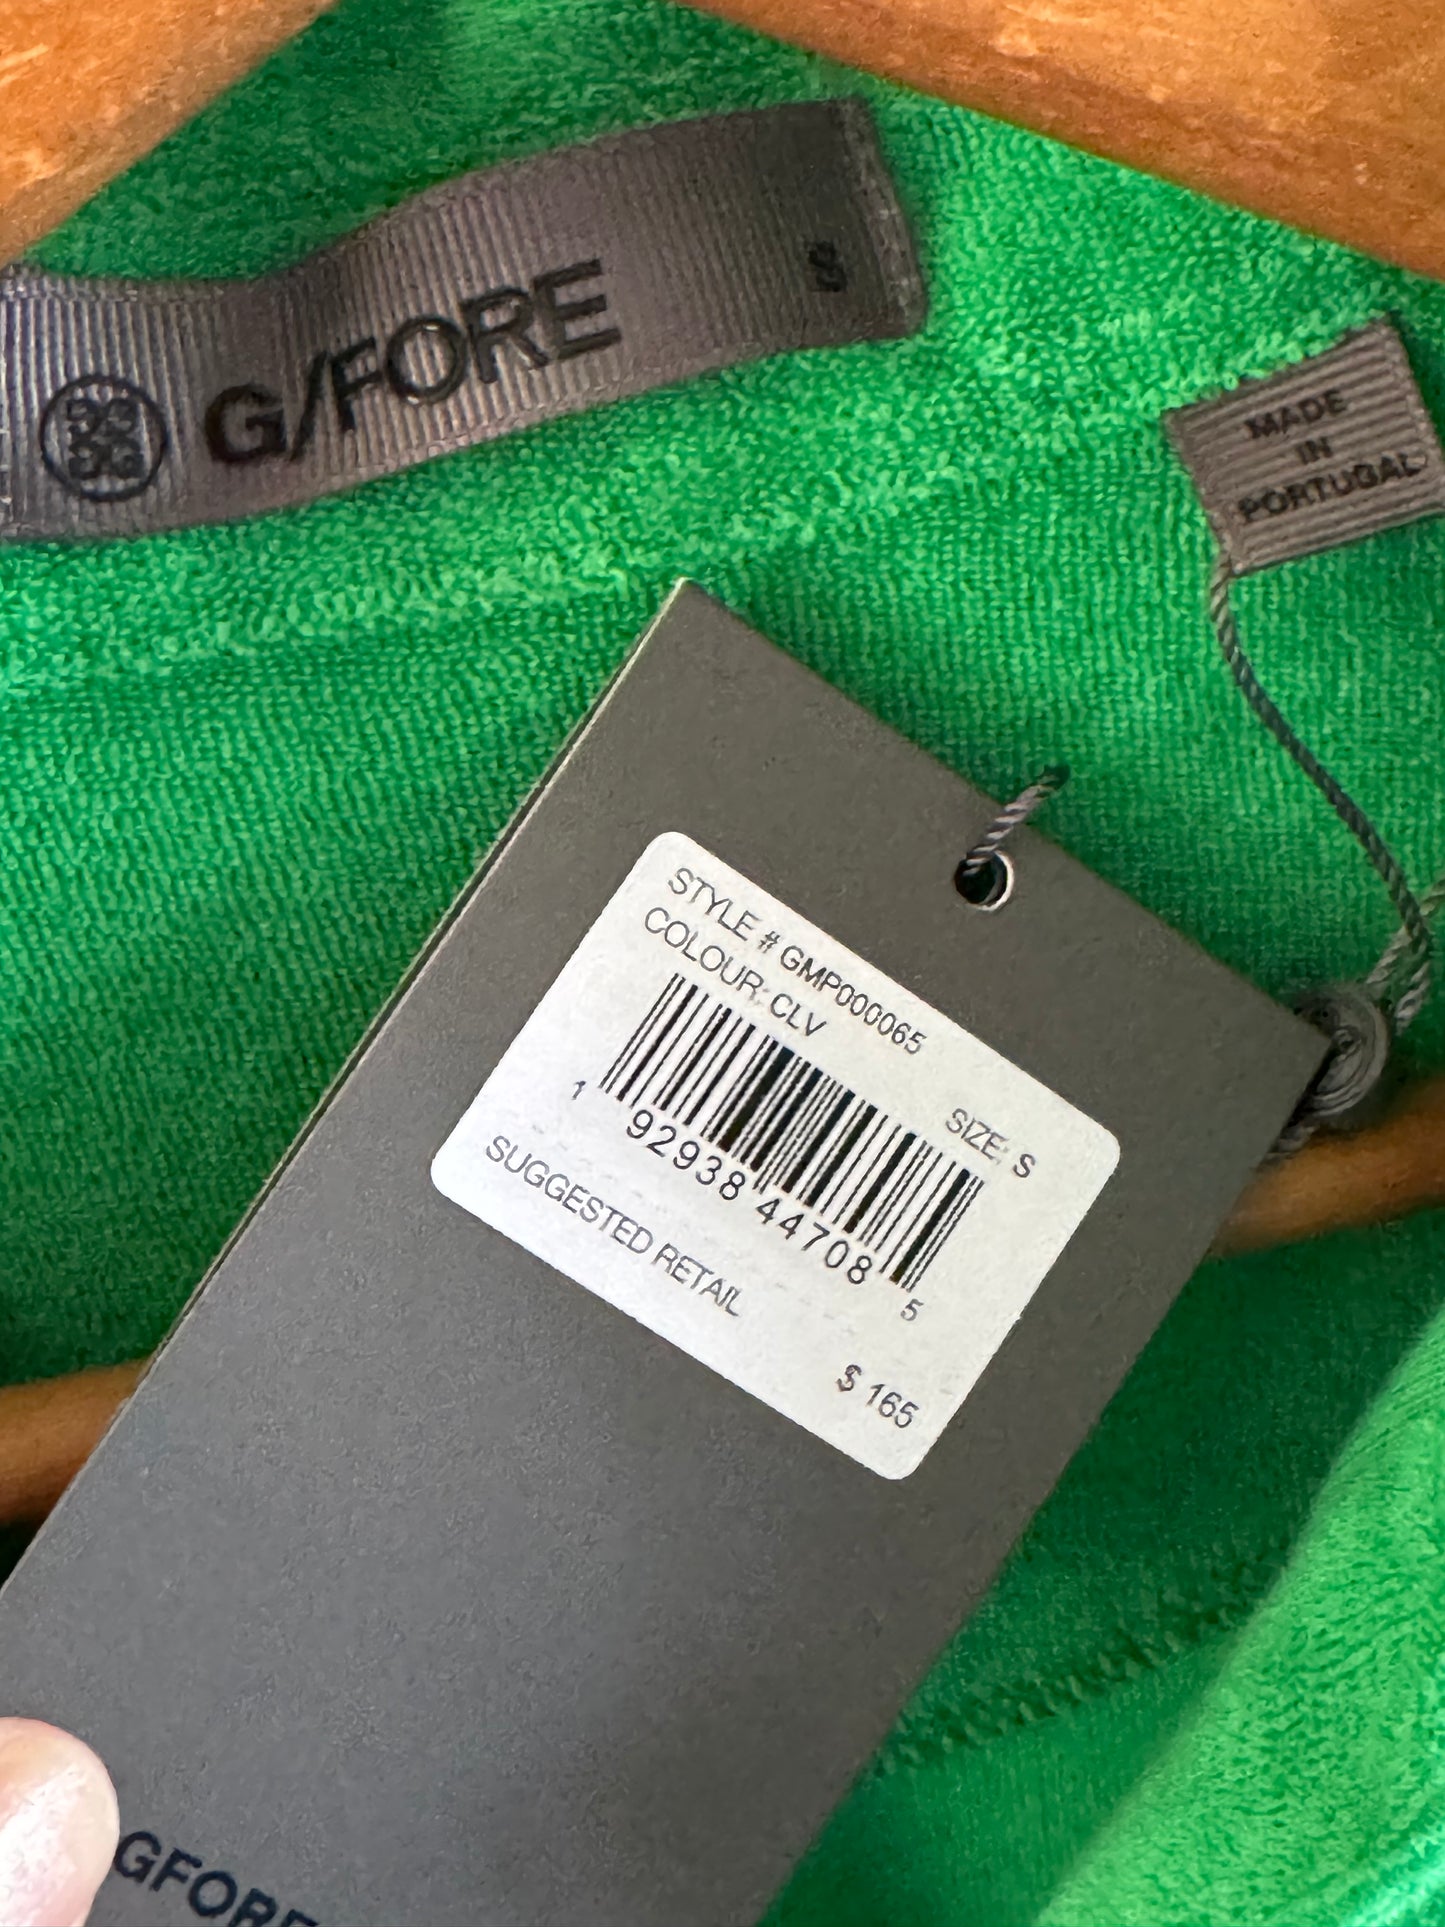 G/FORE S
MADE
IN
PORTUGAL
STYLE # GMP000065
COLOUR: CLV
SIZE: S
1 92938 44708 5
SUGGESTED RETAIL
$ 165
GFORE